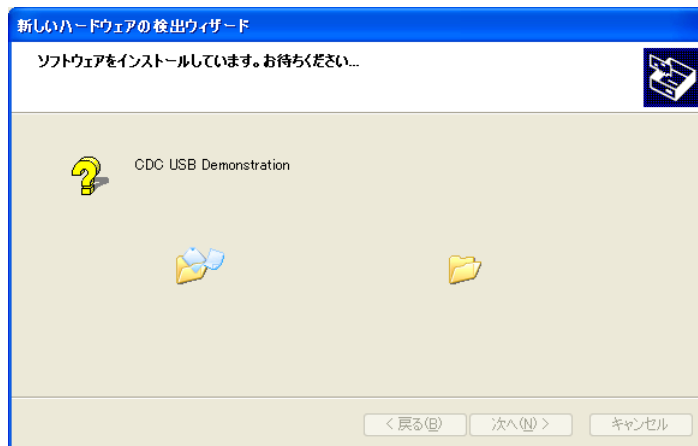 新しいハードウェアの検出ウィザード
ソフトウェアをインストールしています。お待ちください...
CDC USB Demonstration
< 戻る(B)
次へ(N) >
キャンセル